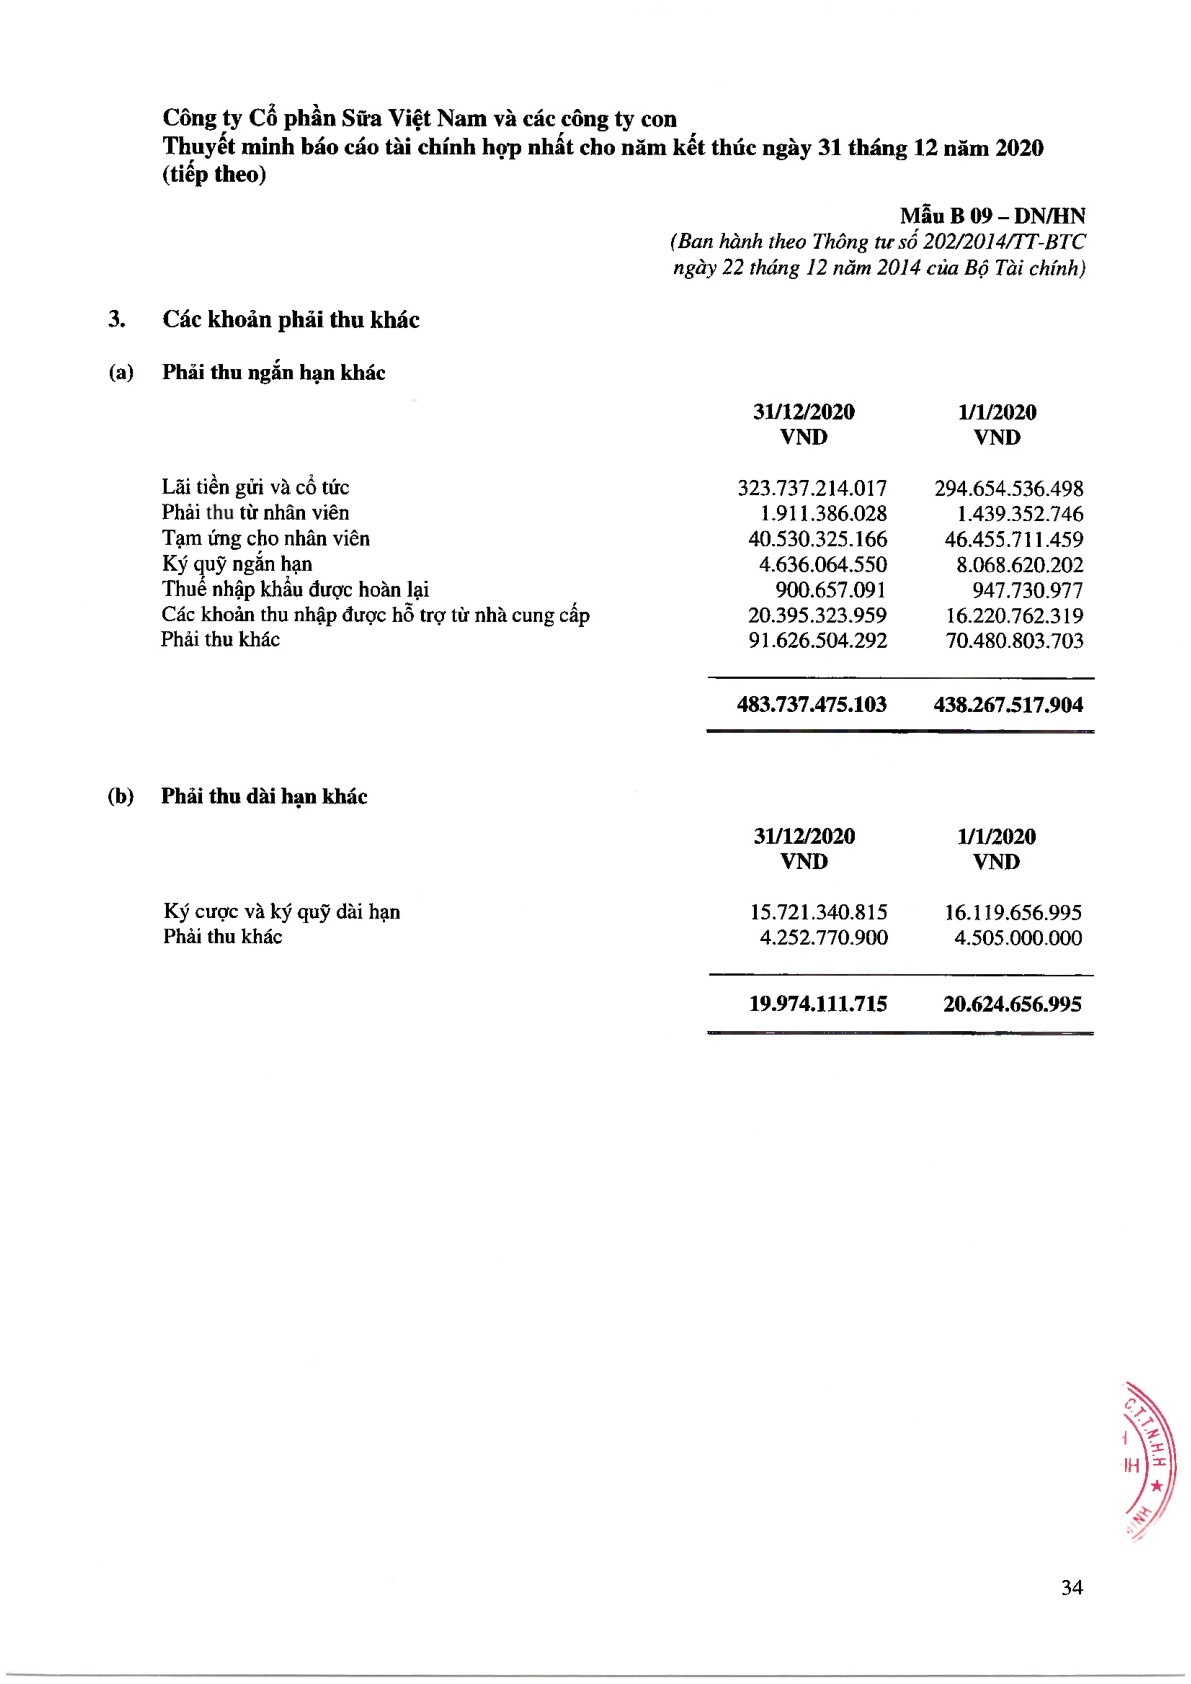 Công ty Cổ phần Sữa Việt Nam và các công ty con
Thuyết minh báo cáo tài chính hợp nhất cho năm kết thúc ngày 31 tháng 12 năm 2020
(tiếp theo)
Mẫu B 09 – DN/HN
(Ban hành theo Thông tư số 202/2014/TT-BTC
ngày 22 tháng 12 năm 2014 của Bộ Tài chính)
3. Các khoản phải thu khác
(a) Phải thu ngắn hạn khác
31/12/2020 1/1/2020
VND VND
Lãi tiền gửi và cổ tức 323.737.214.017 294.654.536.498
Phải thu từ nhân viên 1.911.386.028 1.439.352.746
Tạm ứng cho nhân viên 40.530.325.166 46.455.711.459
Ký quỹ ngắn hạn 4.636.064.550 8.068.620.202
Thuế nhập khẩu được hoàn lại 900.657.091 947.730.977
Các khoản thu nhập được hỗ trợ từ nhà cung cấp 20.395.323.959 16.220.762.319
Phải thu khác 91.626.504.292 70.480.803.703
483.737.475.103 438.267.517.904
(b) Phải thu dài hạn khác
31/12/2020 1/1/2020
VND VND
Ký cược và ký quỹ dài hạn 15.721.340.815 16.119.656.995
Phải thu khác 4.252.770.900 4.505.000.000
19.974.111.715 20.624.656.995
C.T.T.N.H.H
34